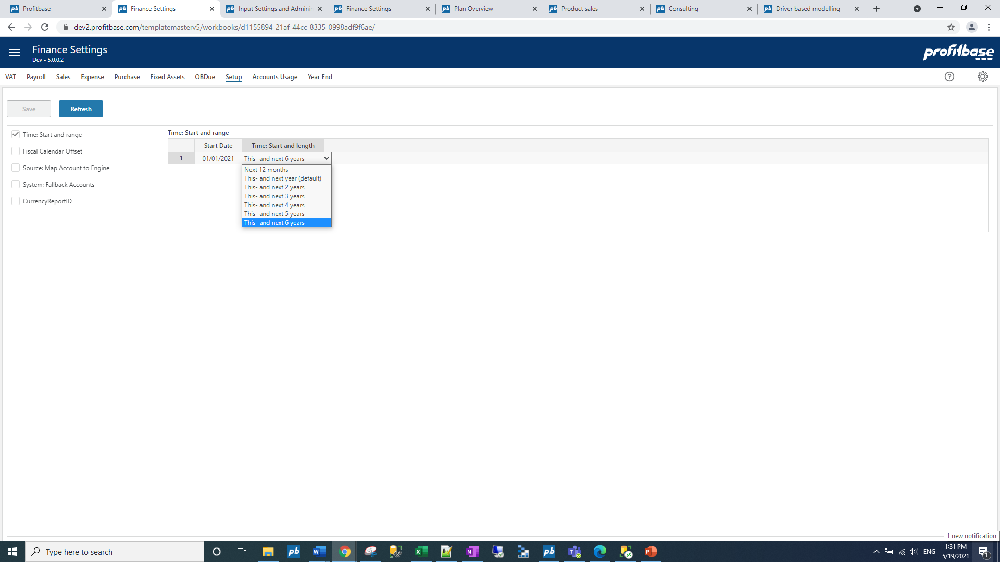 Profitbase
Finance Settings
Input Settings and Admini
Finance Settings
Plan Overview
Product sales
Consulting
Driver based modelling
dev2.profitbase.com/templatemasterv5/workbooks/d1155894-21af-44cc-8335-0998adf9f6ae/
Finance Settings
Dev - 5.0.0.2
profitbase
VAT Payroll Sales Expense Purchase Fixed Assets OBDue Setup Accounts Usage Year End
Save Refresh
Time: Start and range
Fiscal Calendar Offset
Source: Map Account to Engine
System: Fallback Accounts
CurrencyReportID
Time: Start and range
Start Date Time: Start and length
1 01/01/2021 This- and next 6 years
Next 12 months
This- and next year (default)
This- and next 2 years
This- and next 3 years
This- and next 4 years
This- and next 5 years
This- and next 6 years
1 new notification
Type here to search
ENG
1:31 PM
5/19/2021
1